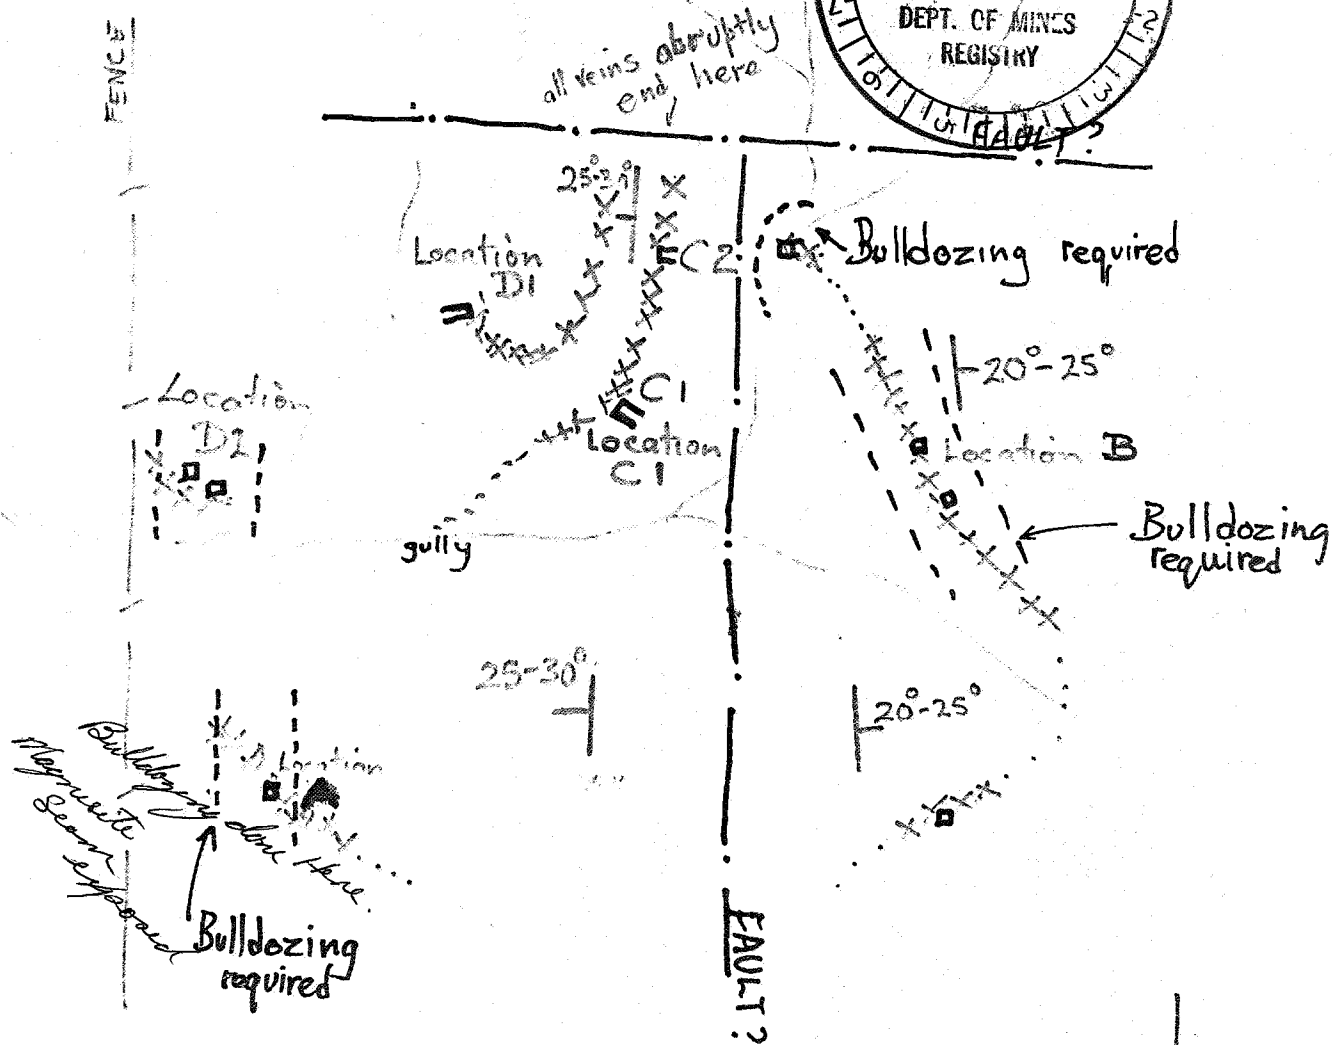 FENCE
all veins abruptly
end here
DEPT. OF MINES
REGISTRY
FAULT?
25°-30°
Location
D1
C2
Bulldozing required
20°-25°
C1
Location
D2
Location
C1
Location B
gully
Bulldozing
required
25-30°
20°-25°
Location
Bulldozing done Here
Magnesite
Seam
exposed
Bulldozing
required
FAULT?